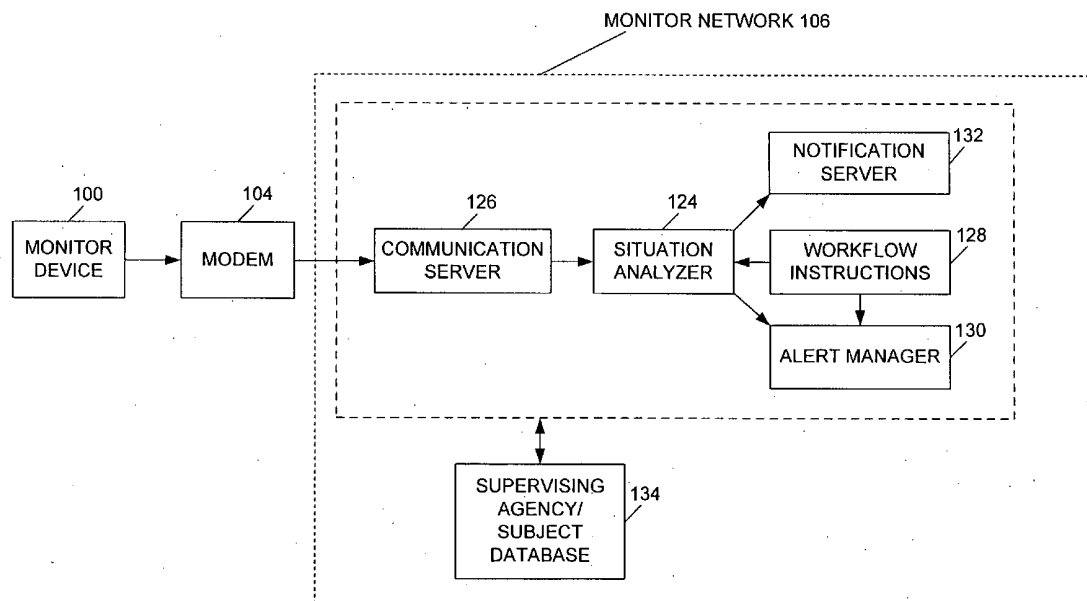 MONITOR NETWORK 106
132
NOTIFICATION
SERVER
100
104
126
124
128
MONITOR
DEVICE
MODEM
COMMUNICATION
SERVER
SITUATION
ANALYZER
WORKFLOW
INSTRUCTIONS
130
ALERT MANAGER
SUPERVISING
AGENCY/
SUBJECT
DATABASE
134